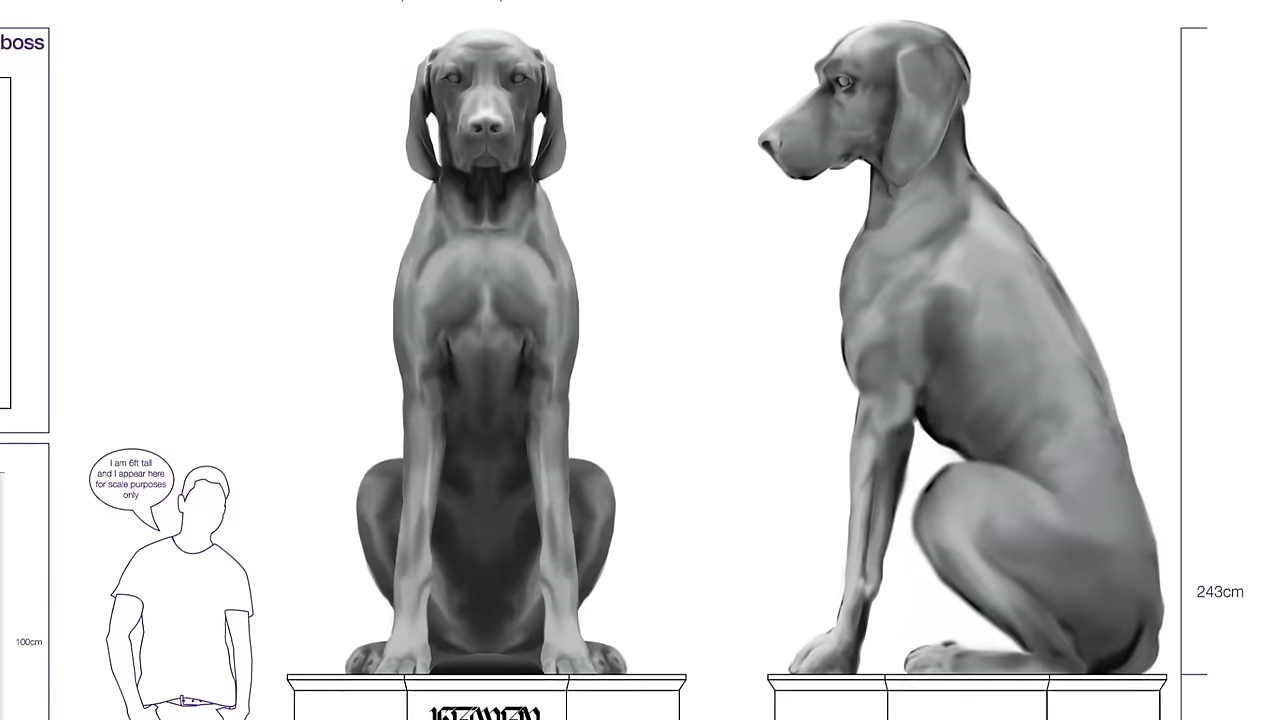 boss
I am 6ft tall
and I appear here
for scale purposes
only
243cm
100cm